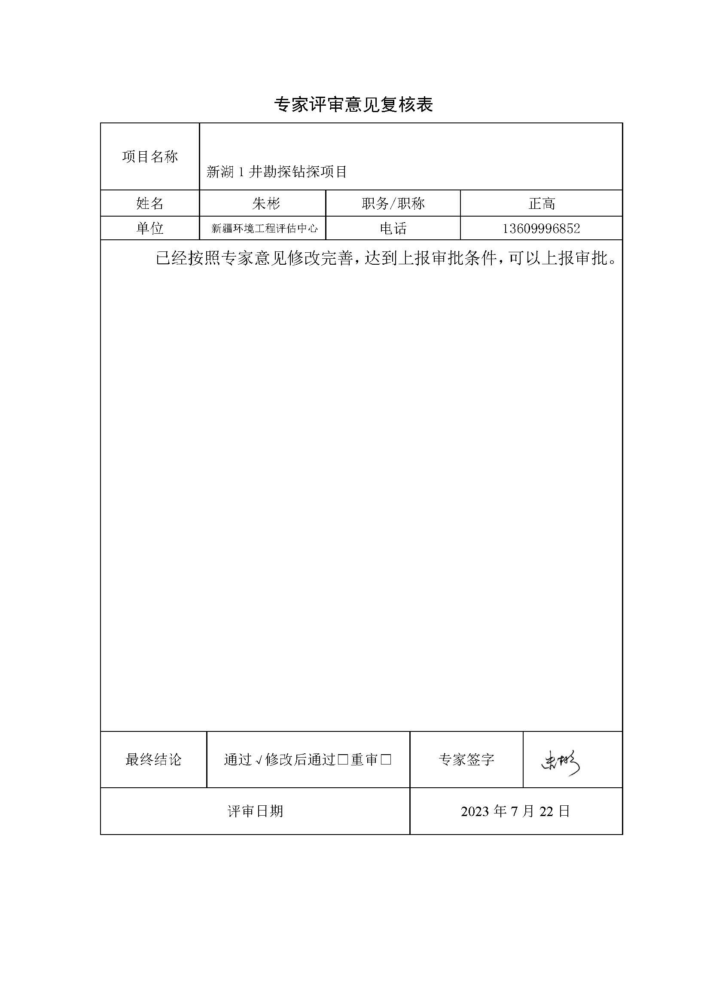 专家评审意见复核表
项目名称
新湖 1 井勘探钻探项目
姓名 朱彬 职务/职称 正高
单位 新疆环境工程评估中心 电话 13609996852
已经按照专家意见修改完善，达到上报审批条件，可以上报审批。
最终结论 通过√修改后通过□重审□ 专家签字 朱彬
评审日期 2023 年 7 月 22 日